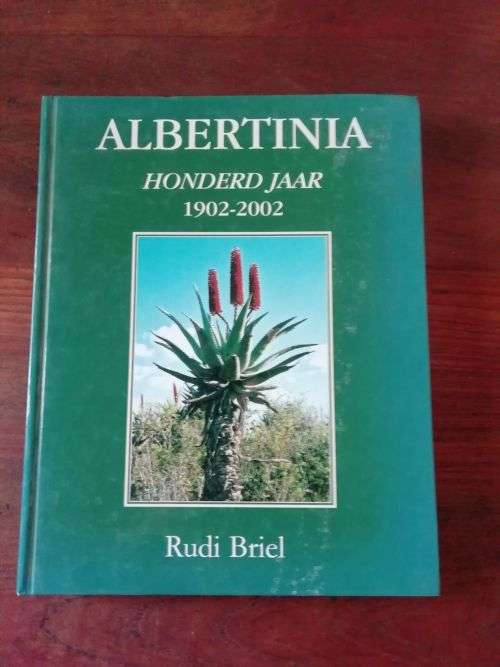 ALBERTINIA
HONDERD JAAR
1902-2002
Rudi Briel